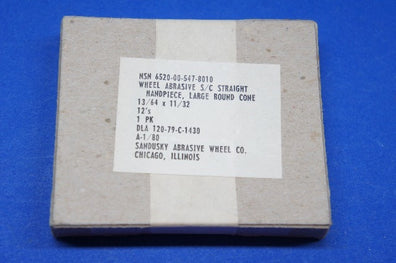 NSN 6520-00-547-8010
WHEEL ABRASIVE S/C STRAIGHT
HANDPIECE, LARGE ROUND CONE
13/64 x 11/32
12's
1 PK
DLA 120-79-C-1430
A-1/80
SANDUSKY ABRASIVE WHEEL CO.
CHICAGO, ILLINOIS